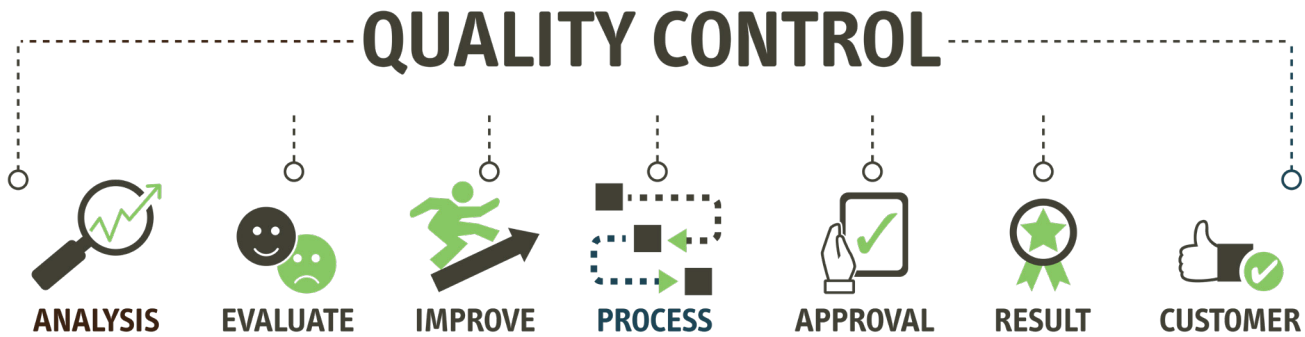 QUALITY CONTROL
ANALYSIS EVALUATE IMPROVE PROCESS APPROVAL RESULT CUSTOMER